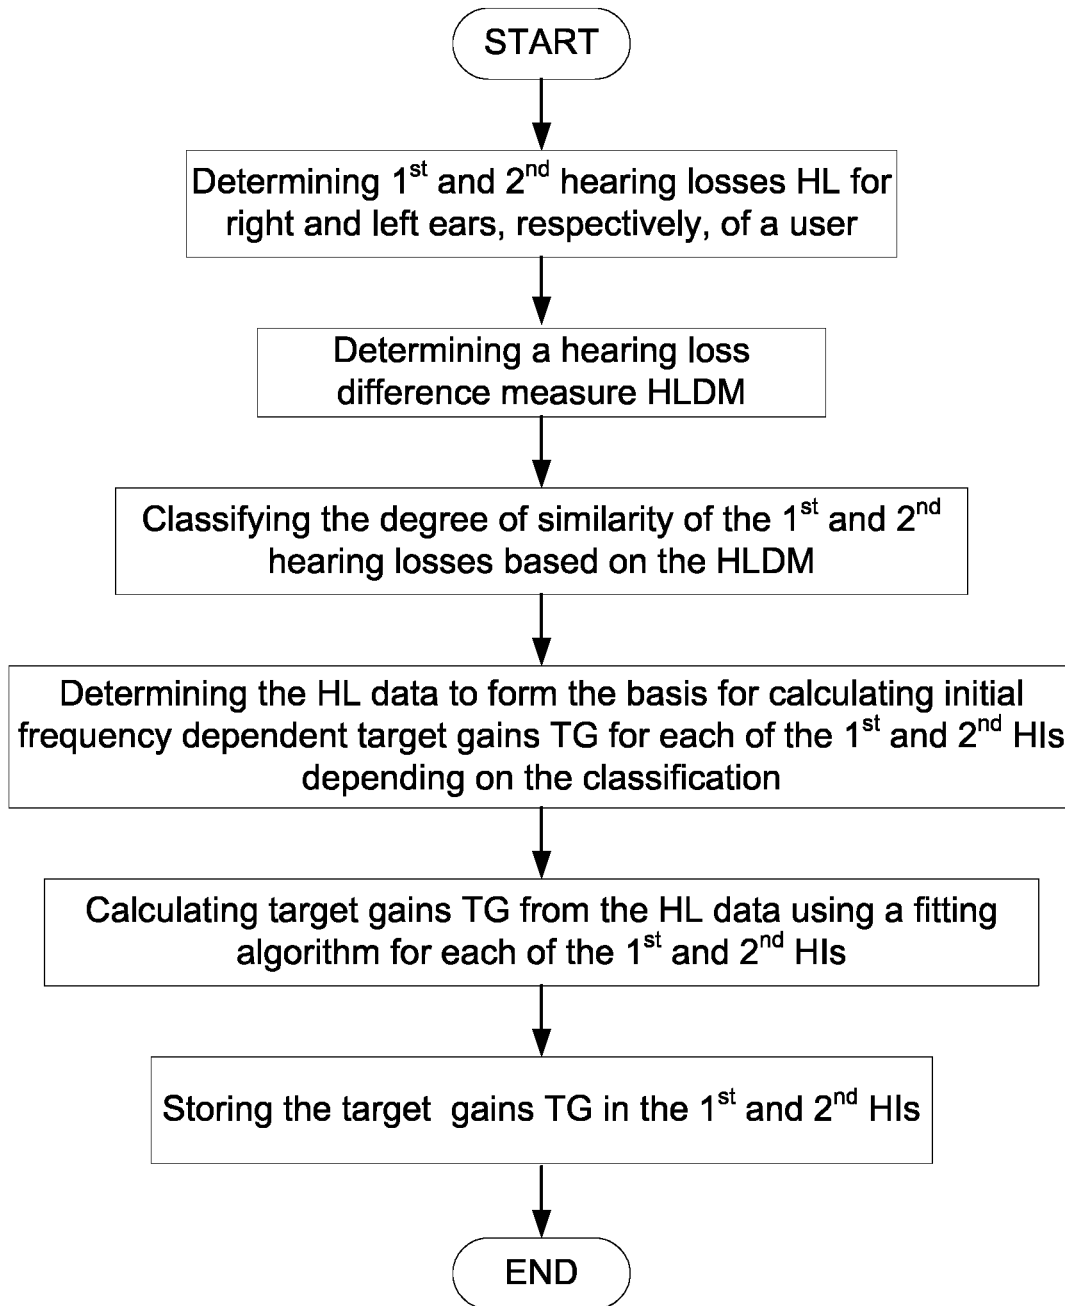 START
Determining 1st and 2nd hearing losses HL for
right and left ears, respectively, of a user
Determining a hearing loss
difference measure HLDM
Classifying the degree of similarity of the 1st and 2nd
hearing losses based on the HLDM
Determining the HL data to form the basis for calculating initial
frequency dependent target gains TG for each of the 1st and 2nd HIs
depending on the classification
Calculating target gains TG from the HL data using a fitting
algorithm for each of the 1st and 2nd HIs
Storing the target gains TG in the 1st and 2nd HIs
END